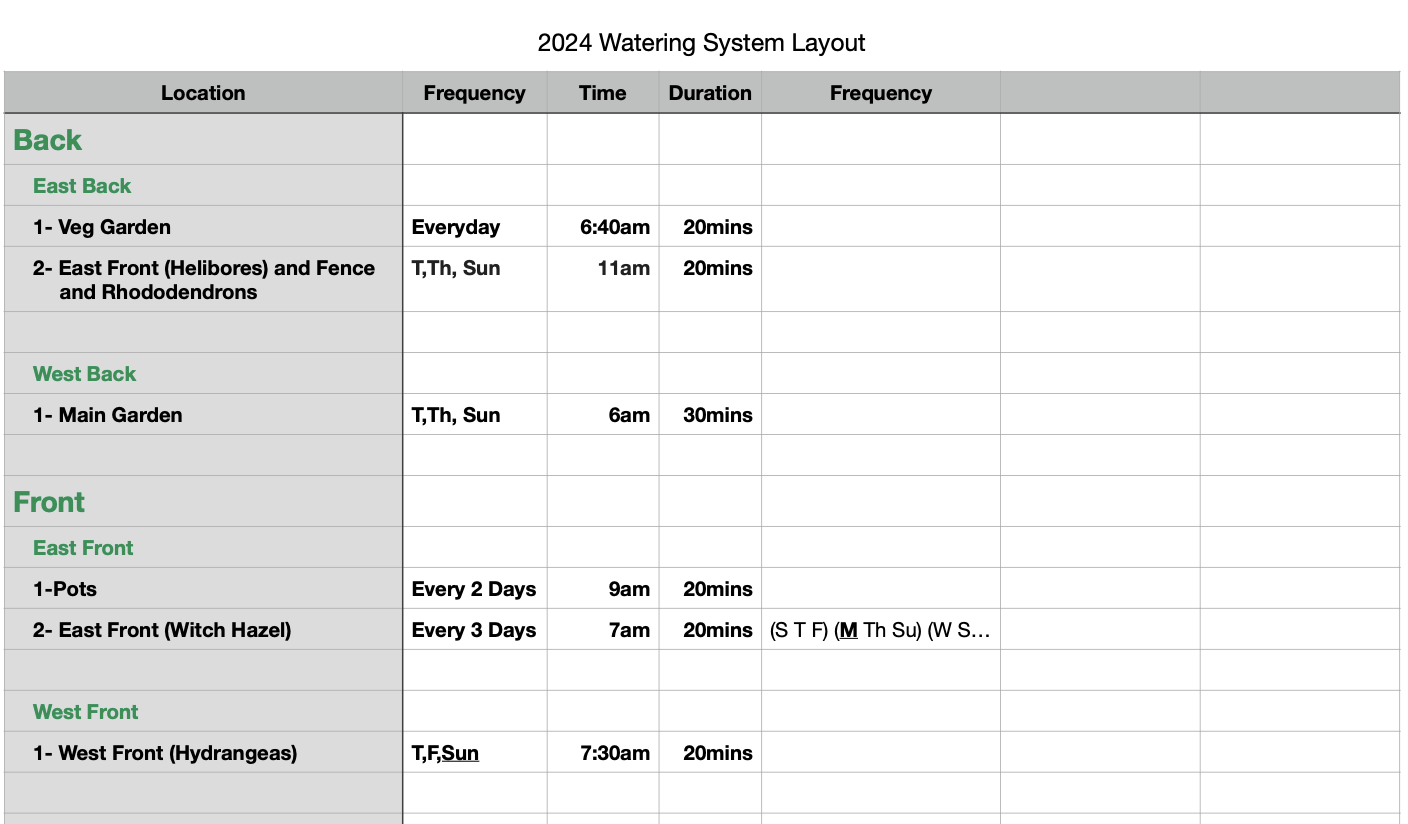 2024 Watering System Layout
Location Frequency Time Duration Frequency
Back
East Back
1- Veg Garden Everyday 6:40am 20mins
2- East Front (Helibores) and Fence T,Th, Sun 11am 20mins
and Rhododendrons
West Back
1- Main Garden T,Th, Sun 6am 30mins
Front
East Front
1-Pots Every 2 Days 9am 20mins
2- East Front (Witch Hazel) Every 3 Days 7am 20mins (S T F) (M Th Su) (W S…
West Front
1- West Front (Hydrangeas) T,F,Sun 7:30am 20mins